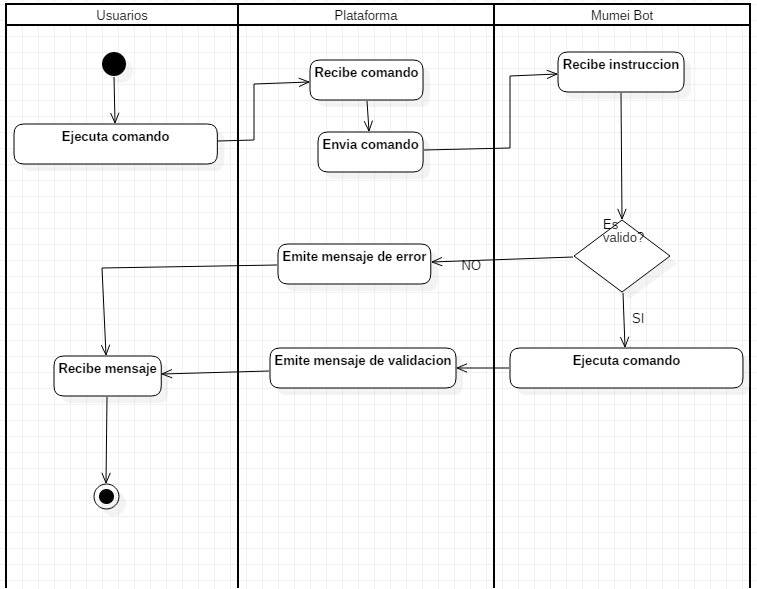 Usuarios
Plataforma
Mumei Bot
Recibe comando
Recibe instruccion
Ejecuta comando
Envia comando
Es
valido?
Emite mensaje de error
NO
SI
Recibe mensaje
Emite mensaje de validacion
Ejecuta comando